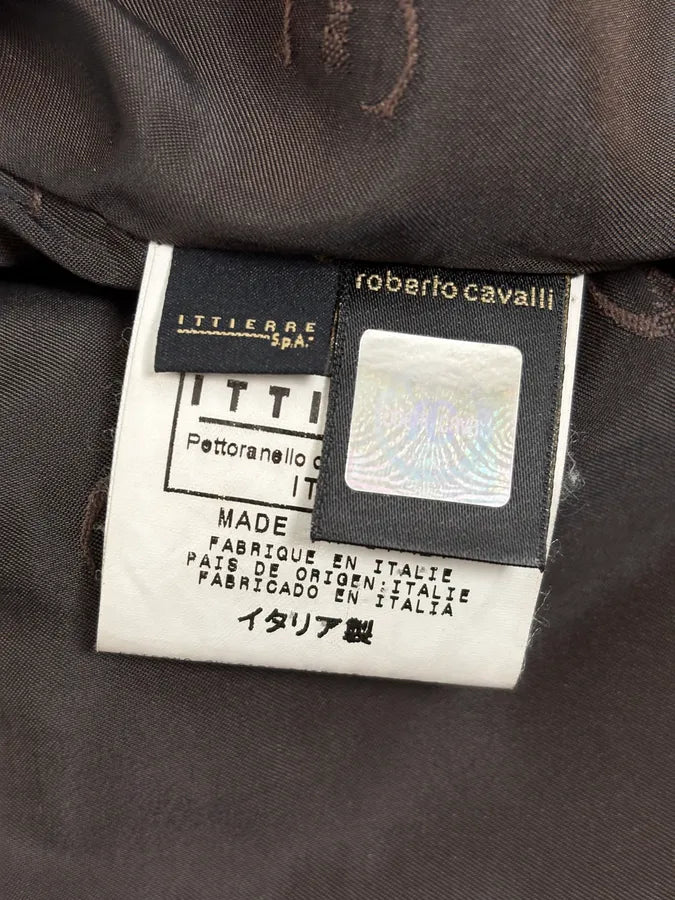 roberto cavalli
ITTIERRE
S.p.A.
ITTI
Pettoranello
IT
MADE
FABRIQUE EN ITALIE
PAIS DE ORIGEN:ITALIE
FABRICADO EN ITALIA
イタリア製